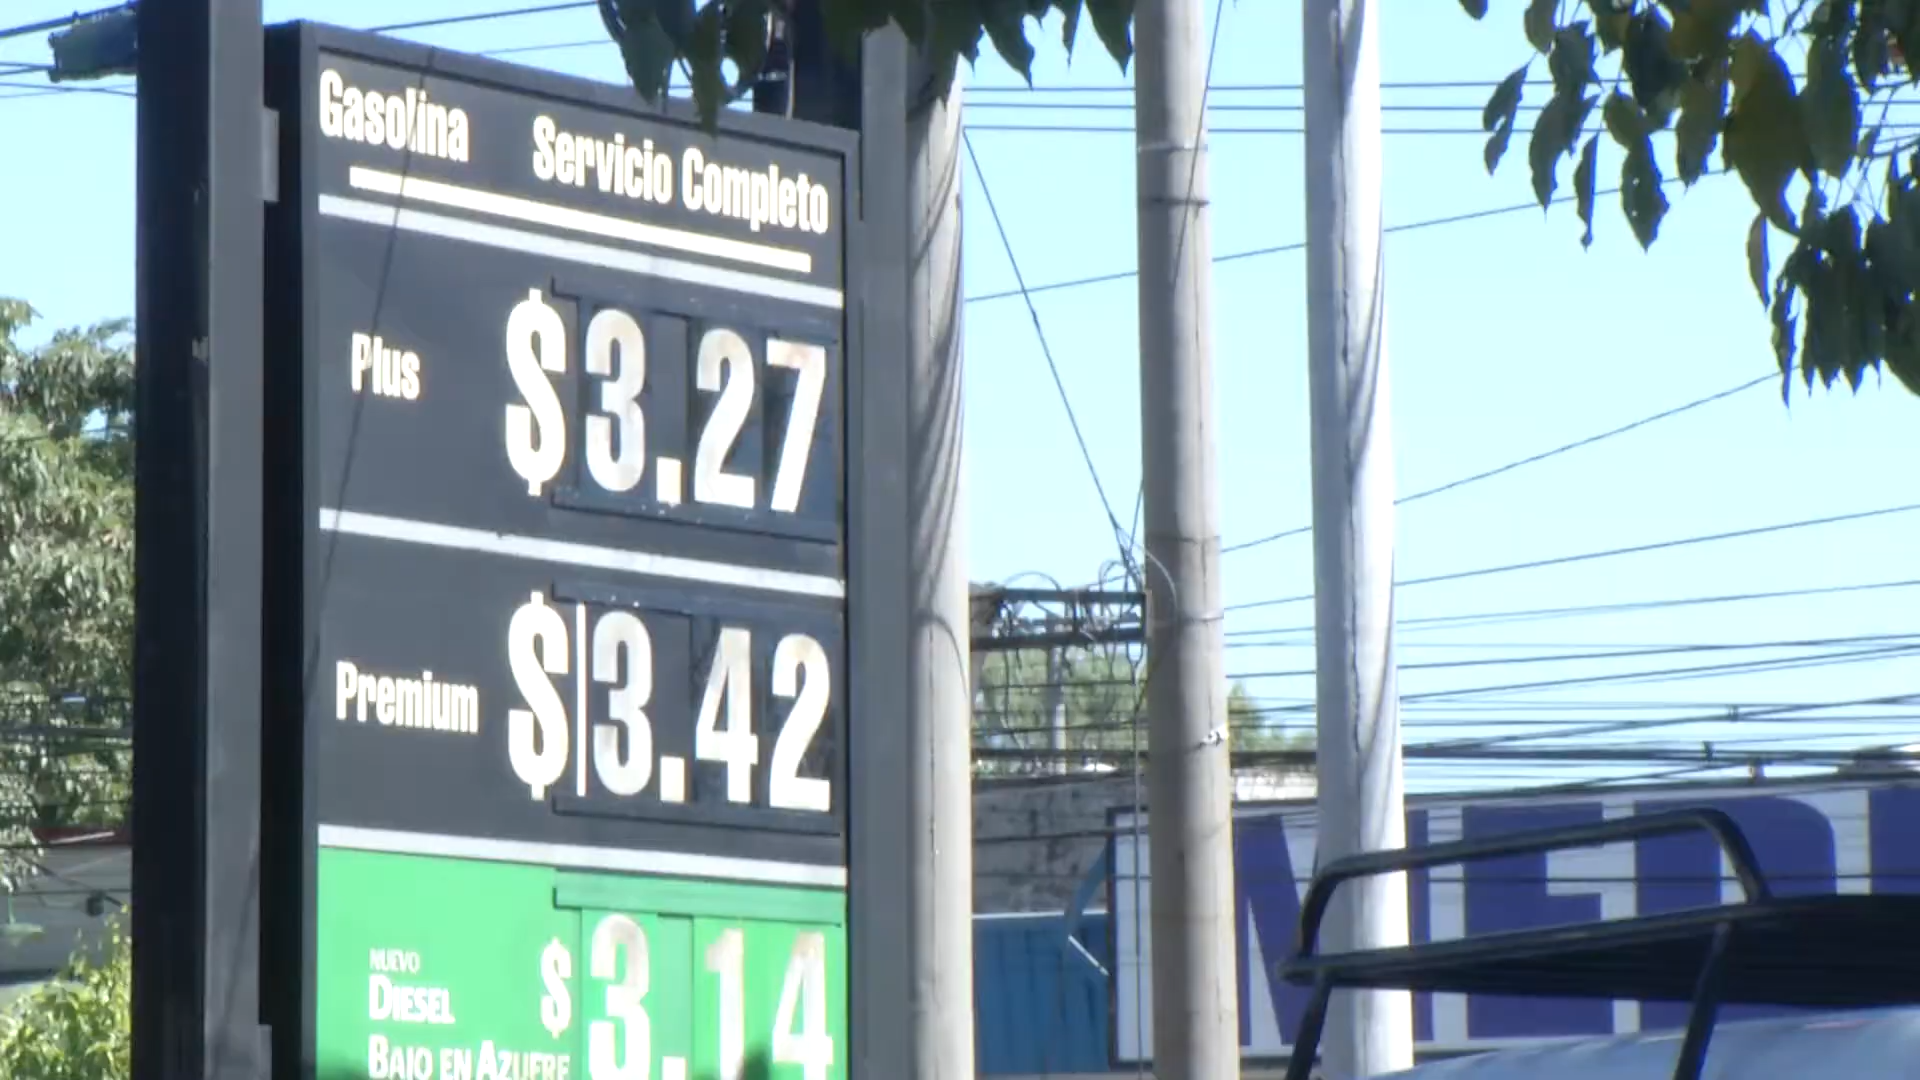 Gasolina Servicio Completo
Plus $3.27
Premium $3.42
NUEVO
DIESEL $3.14
BAJO EN AZUFRE